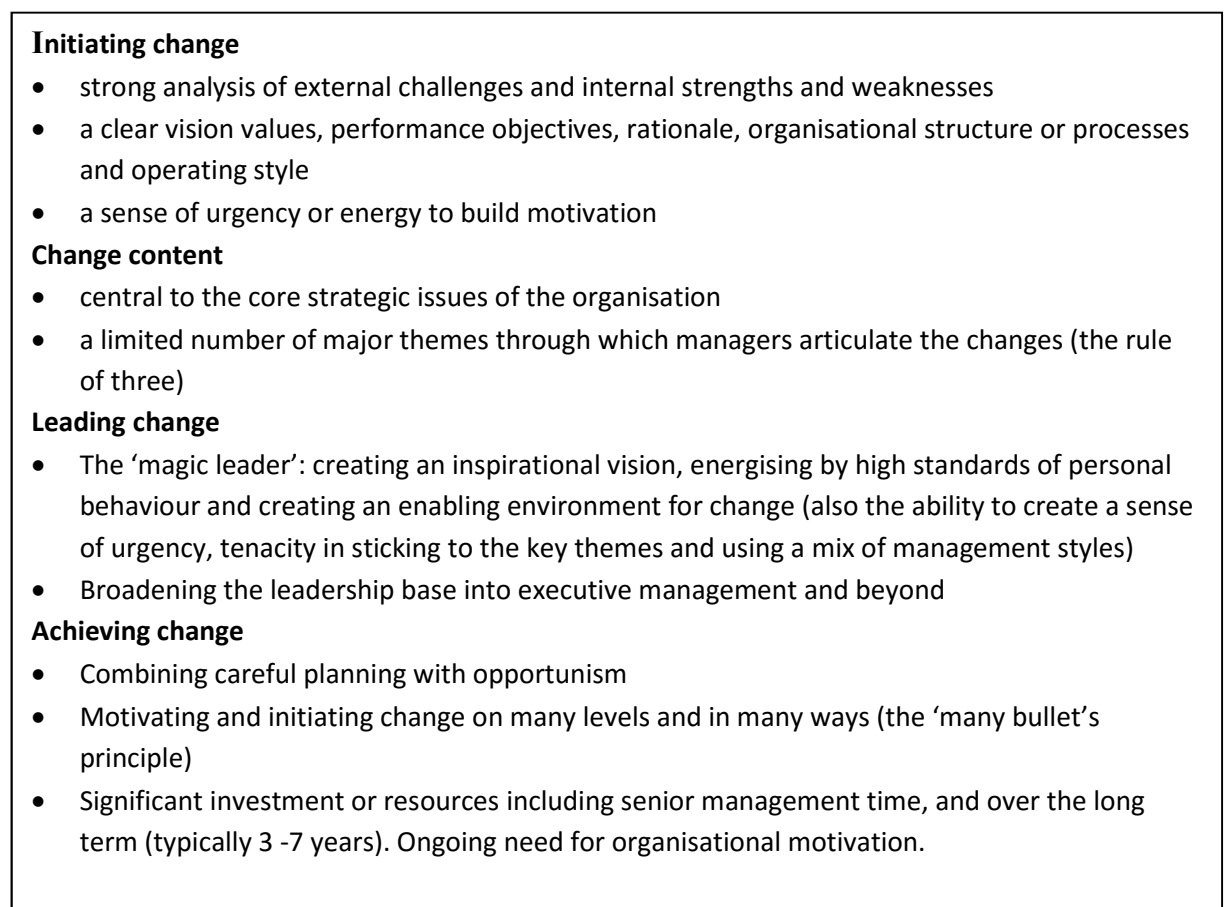 Initiating change
• strong analysis of external challenges and internal strengths and weaknesses
• a clear vision values, performance objectives, rationale, organisational structure or processes
and operating style
• a sense of urgency or energy to build motivation
Change content
• central to the core strategic issues of the organisation
• a limited number of major themes through which managers articulate the changes (the rule
of three)
Leading change
• The ‘magic leader’: creating an inspirational vision, energising by high standards of personal
behaviour and creating an enabling environment for change (also the ability to create a sense
of urgency, tenacity in sticking to the key themes and using a mix of management styles)
• Broadening the leadership base into executive management and beyond
Achieving change
• Combining careful planning with opportunism
• Motivating and initiating change on many levels and in many ways (the ‘many bullet’s
principle)
• Significant investment or resources including senior management time, and over the long
term (typically 3 -7 years). Ongoing need for organisational motivation.